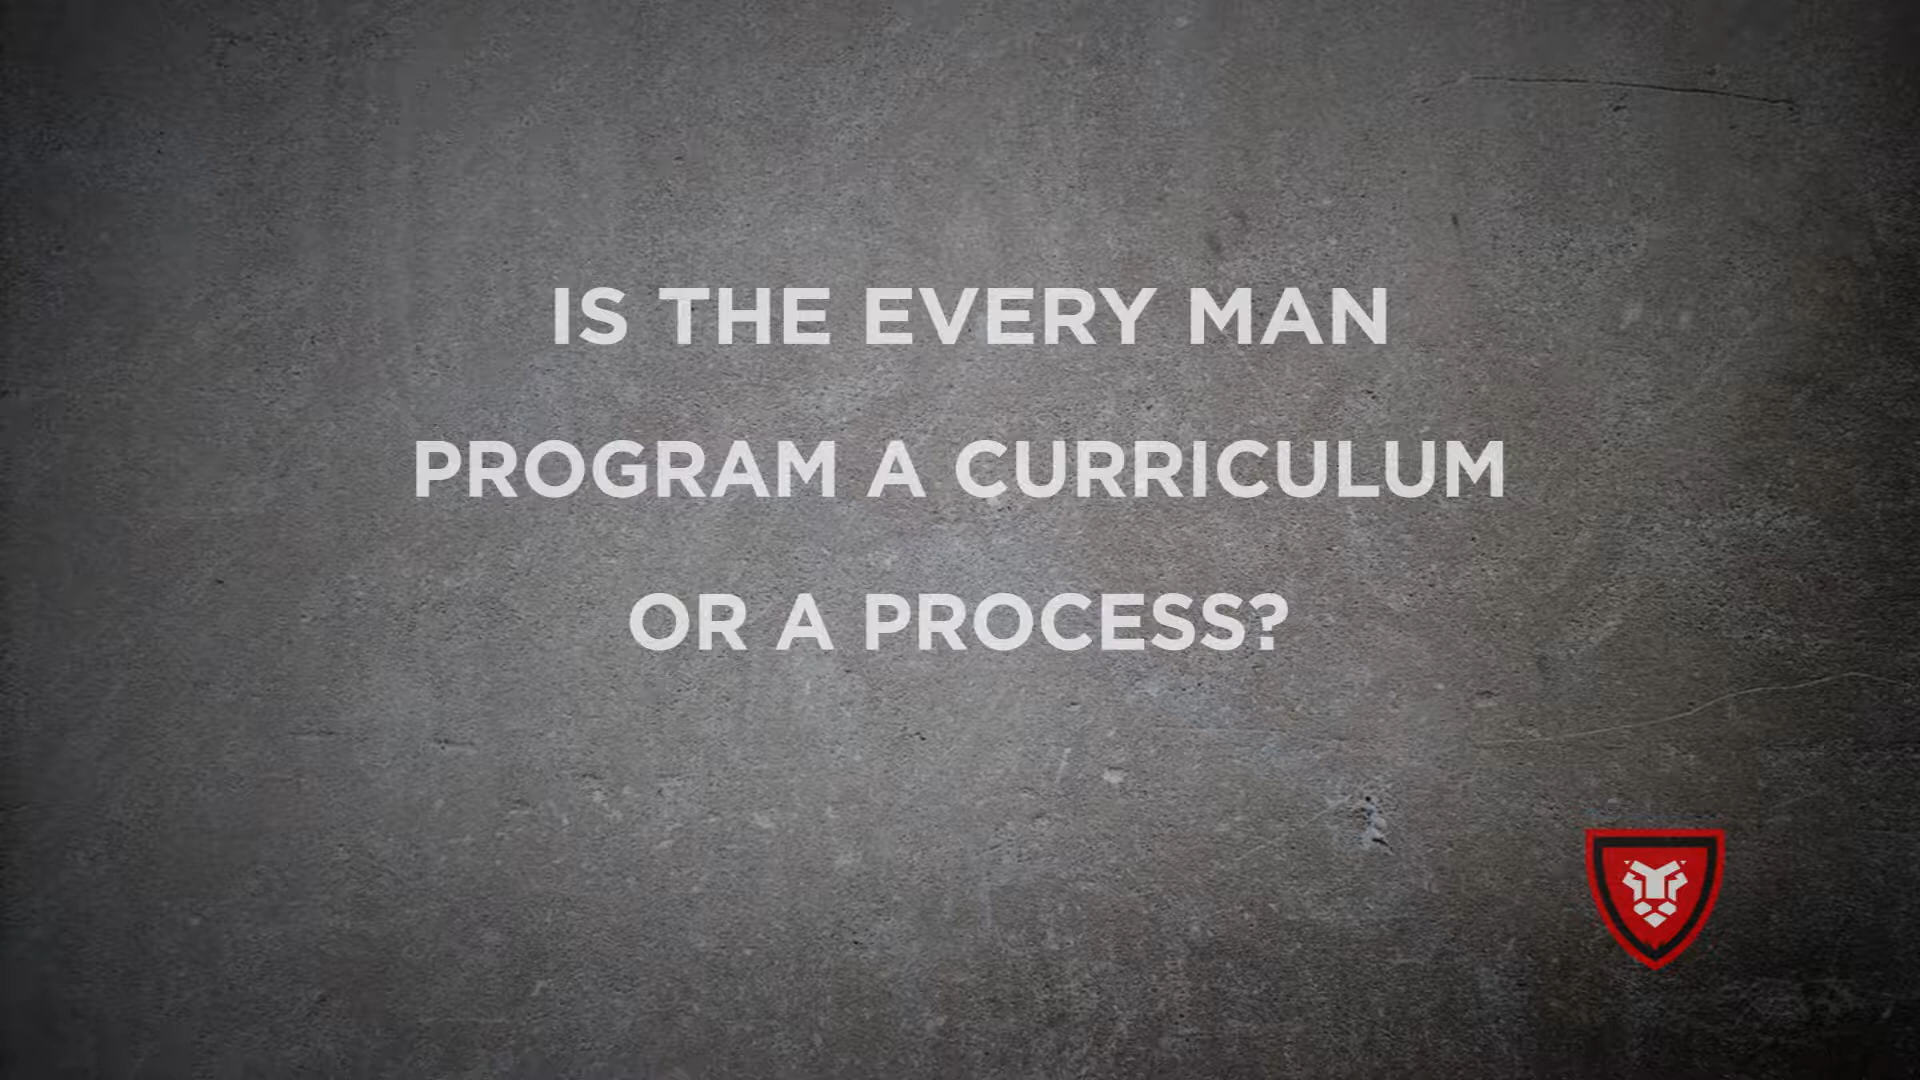 IS THE EVERY MAN
PROGRAM A CURRICULUM
OR A PROCESS?